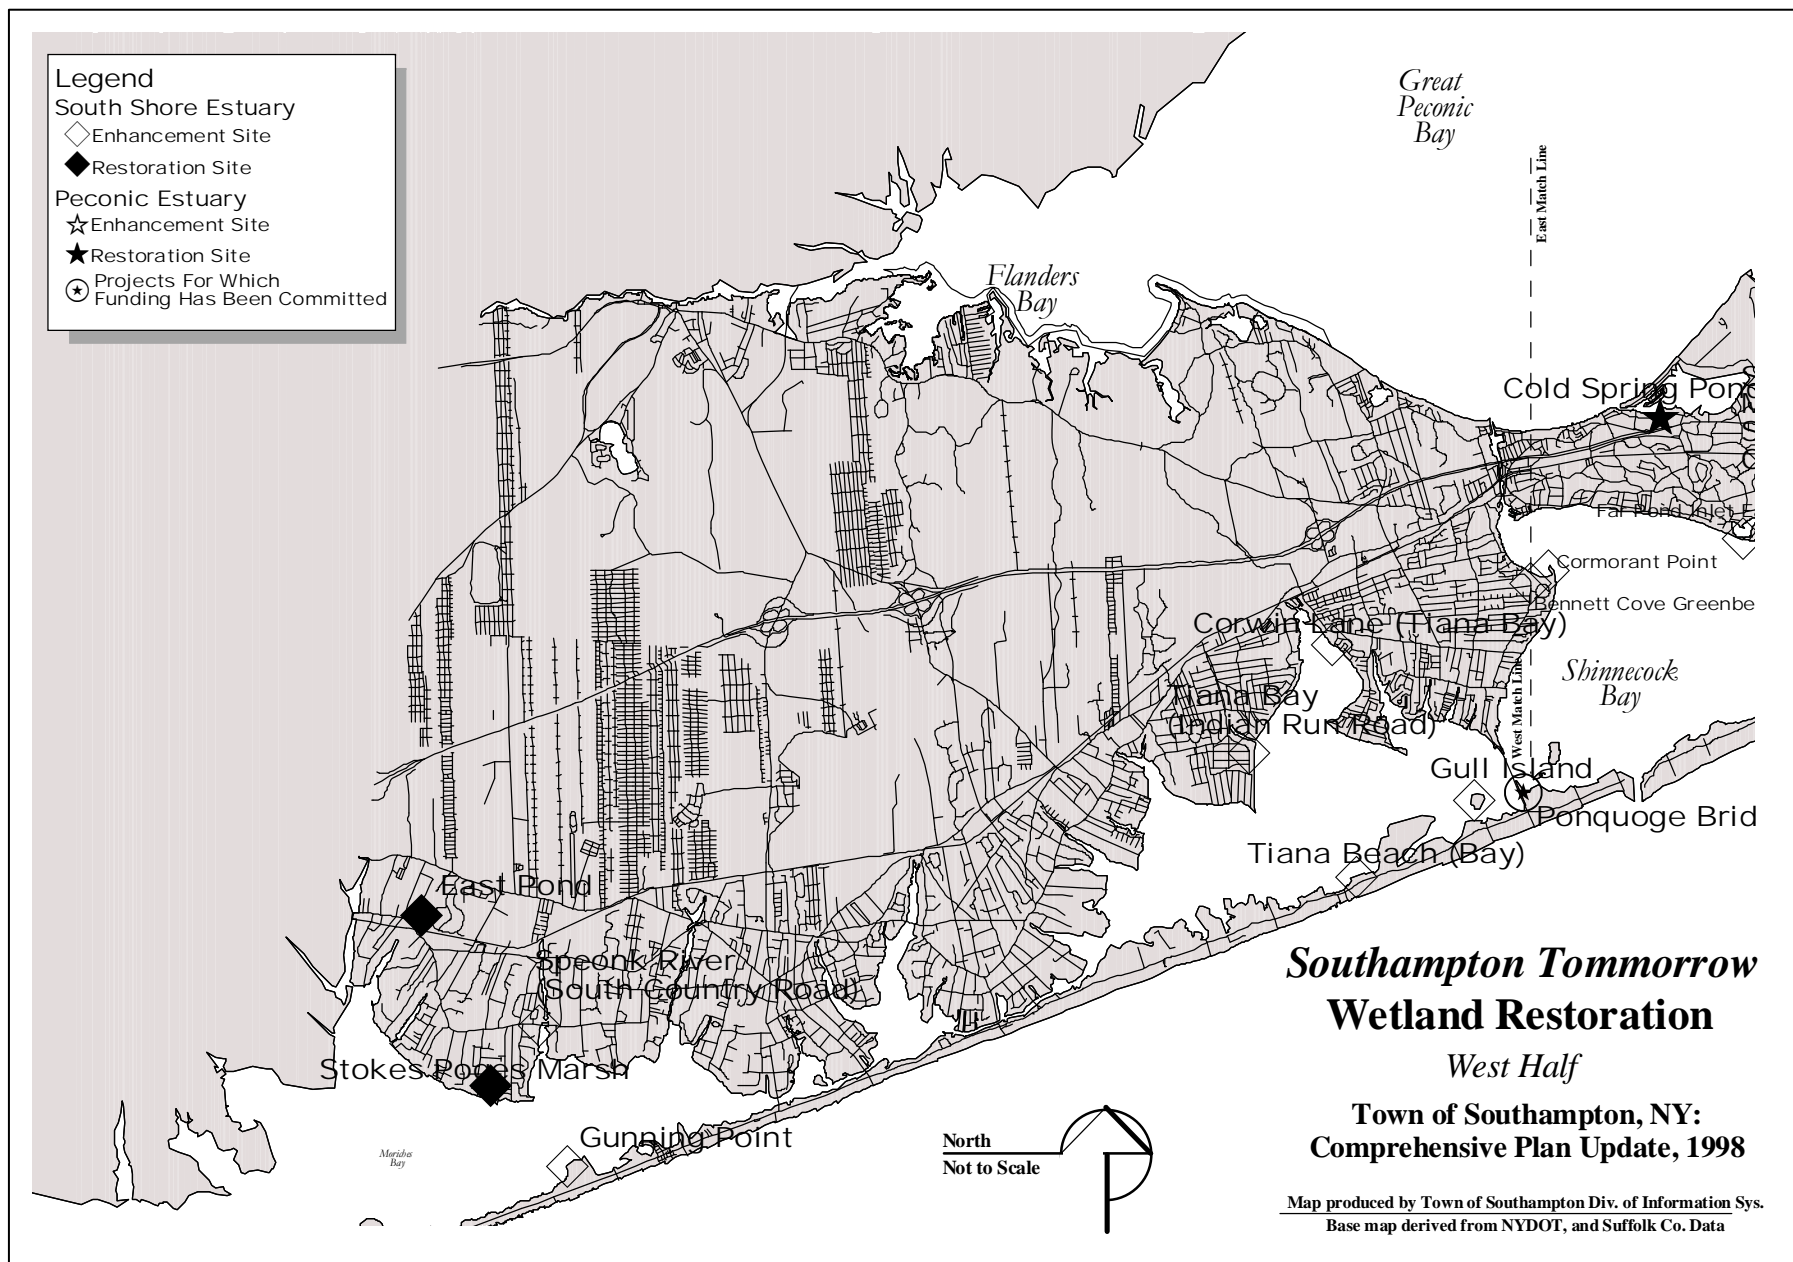 Legend
South Shore Estuary
Enhancement Site
Restoration Site
Peconic Estuary
Enhancement Site
Restoration Site
Projects For Which
Funding Has Been Committed
Great
Peconic
Bay
East Match Line
Flanders
Bay
Cold Spring Pond
Far Pond Inlet E
Cormorant Point
Bennett Cove Greenbe
Corwin Lane (Tiana Bay)
Shinnecock
Bay
West Match Line
Tiana Bay
(Indian Run Road)
Gull Island
Ponquoge Brid
Tiana Beach (Bay)
East Pond
Speonk River
South Country Road)
Stokes Poges Marsh
Gunning Point
Moriches
Bay
North
Not to Scale
Southampton Tommorrow
Wetland Restoration
West Half
Town of Southampton, NY:
Comprehensive Plan Update, 1998
Map produced by Town of Southampton Div. of Information Sys.
Base map derived from NYDOT, and Suffolk Co. Data